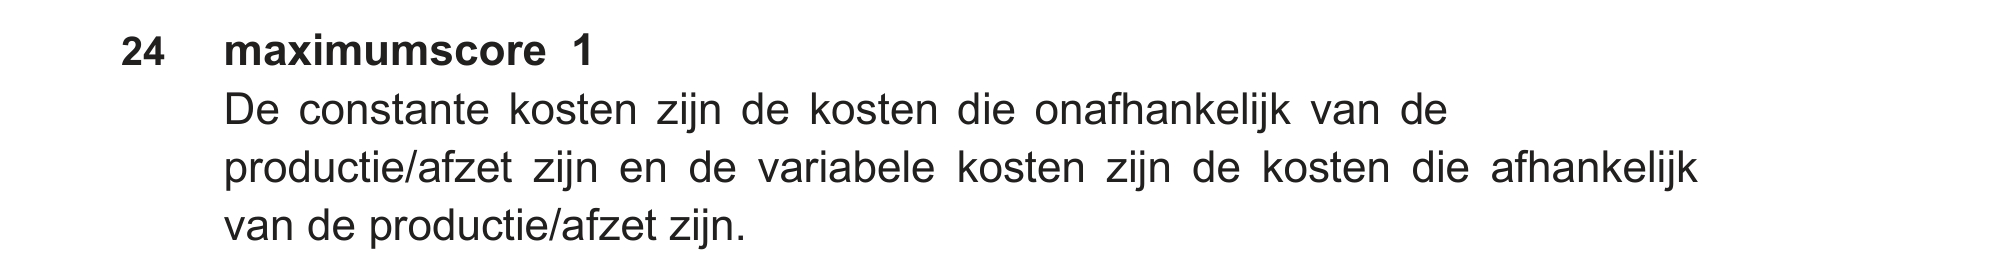 24 maximumscore 1
De constante kosten zijn de kosten die onafhankelijk van de
productie/afzet zijn en de variabele kosten zijn de kosten die afhankelijk
van de productie/afzet zijn.